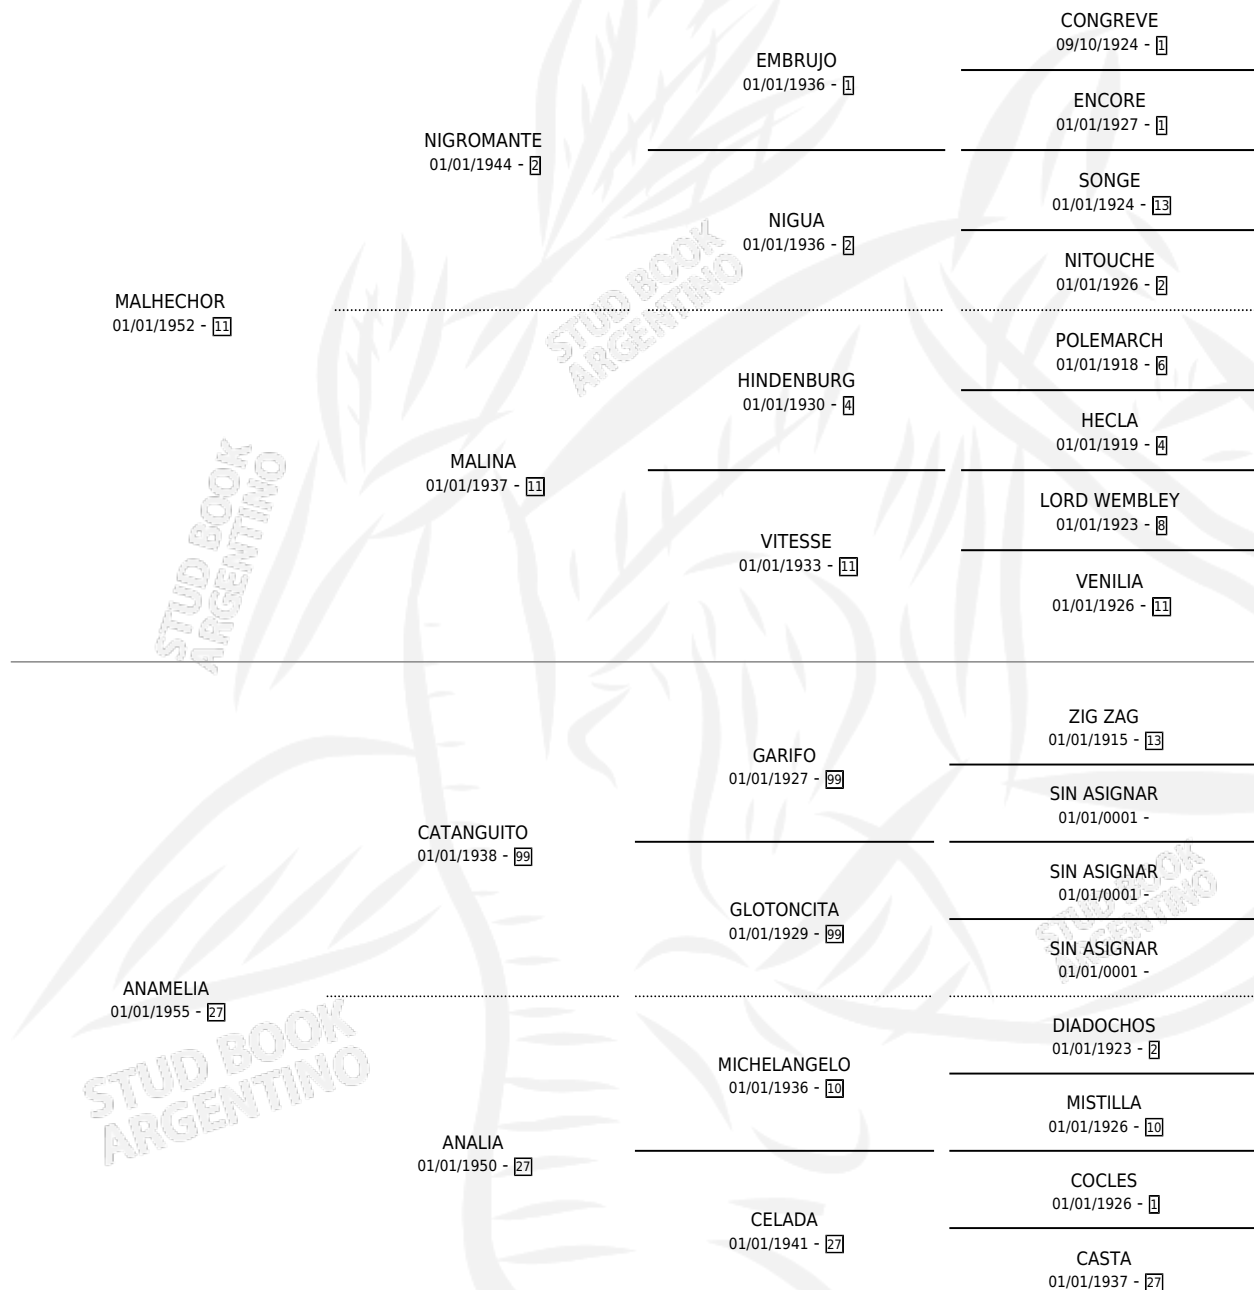 MALHECHOR
01/01/1952 - 11
NIGROMANTE
01/01/1944 - 2
EMBRUJO
01/01/1936 - 1
CONGREVE
09/10/1924 - 1
ENCORE
01/01/1927 - 1
NIGUA
01/01/1936 - 2
SONGE
01/01/1924 - 13
NITOUCHE
01/01/1926 - 2
MALINA
01/01/1937 - 11
HINDENBURG
01/01/1930 - 4
POLEMARCH
01/01/1918 - 6
HECLA
01/01/1919 - 4
VITESSE
01/01/1933 - 11
LORD WEMBLEY
01/01/1923 - 8
VENILIA
01/01/1926 - 11
ANAMELIA
01/01/1955 - 27
CATANGUITO
01/01/1938 - 99
GARIFO
01/01/1927 - 99
ZIG ZAG
01/01/1915 - 13
SIN ASIGNAR
01/01/0001 -
GLOTONCITA
01/01/1929 - 99
SIN ASIGNAR
01/01/0001 -
SIN ASIGNAR
01/01/0001 -
ANALIA
01/01/1950 - 27
MICHELANGELO
01/01/1936 - 10
DIADOCHOS
01/01/1923 - 2
MISTILLA
01/01/1926 - 10
CELADA
01/01/1941 - 27
COCLES
01/01/1926 - 1
CASTA
01/01/1937 - 27
STUD BOOK
ARGENTINO
STUD BOOK
ARGENTINO
STUD BOOK
ARGENTINO
STUD BOOK
ARGENTINO